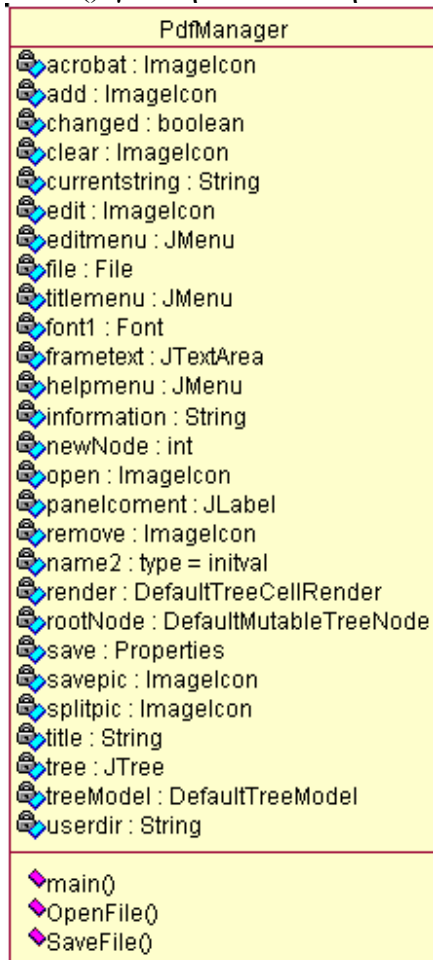 PdfManager
acrobat : ImageIcon
add : ImageIcon
changed : boolean
clear : ImageIcon
currentstring : String
edit : ImageIcon
editmenu : JMenu
file : File
titlemenu : JMenu
font1 : Font
frametext : JTextArea
helpmenu : JMenu
information : String
newNode : int
open : ImageIcon
panelcoment : JLabel
remove : ImageIcon
name2 : type = initval
render : DefaultTreeCellRender
rootNode : DefaultMutableTreeNode
save : Properties
savepic : ImageIcon
splitpic : ImageIcon
title : String
tree : JTree
treeModel : DefaultTreeModel
userdir : String
main()
OpenFile()
SaveFile()